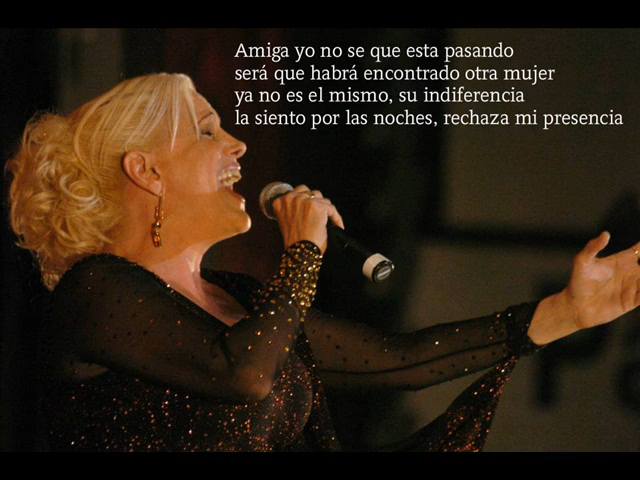 Amiga yo no se que esta pasando
será que habrá encontrado otra mujer
ya no es el mismo, su indiferencia
la siento por las noches, rechaza mi presencia